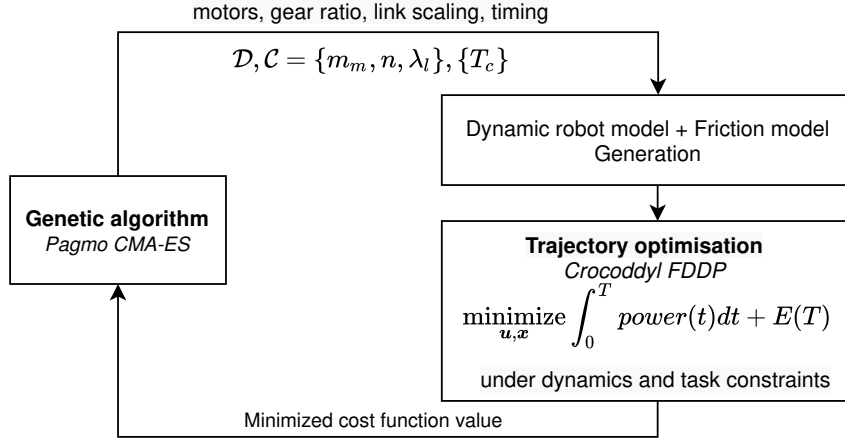 motors, gear ratio, link scaling, timing
𝒟, 𝒞 = {m_m, n, λ_l}, {T_c}
Dynamic robot model + Friction model
Generation
Genetic algorithm
Pagmo CMA-ES
Trajectory optimisation
Crocoddyl FDDP
minimize_{u,x} ∫_0^T power(t)dt + E(T)
under dynamics and task constraints
Minimized cost function value